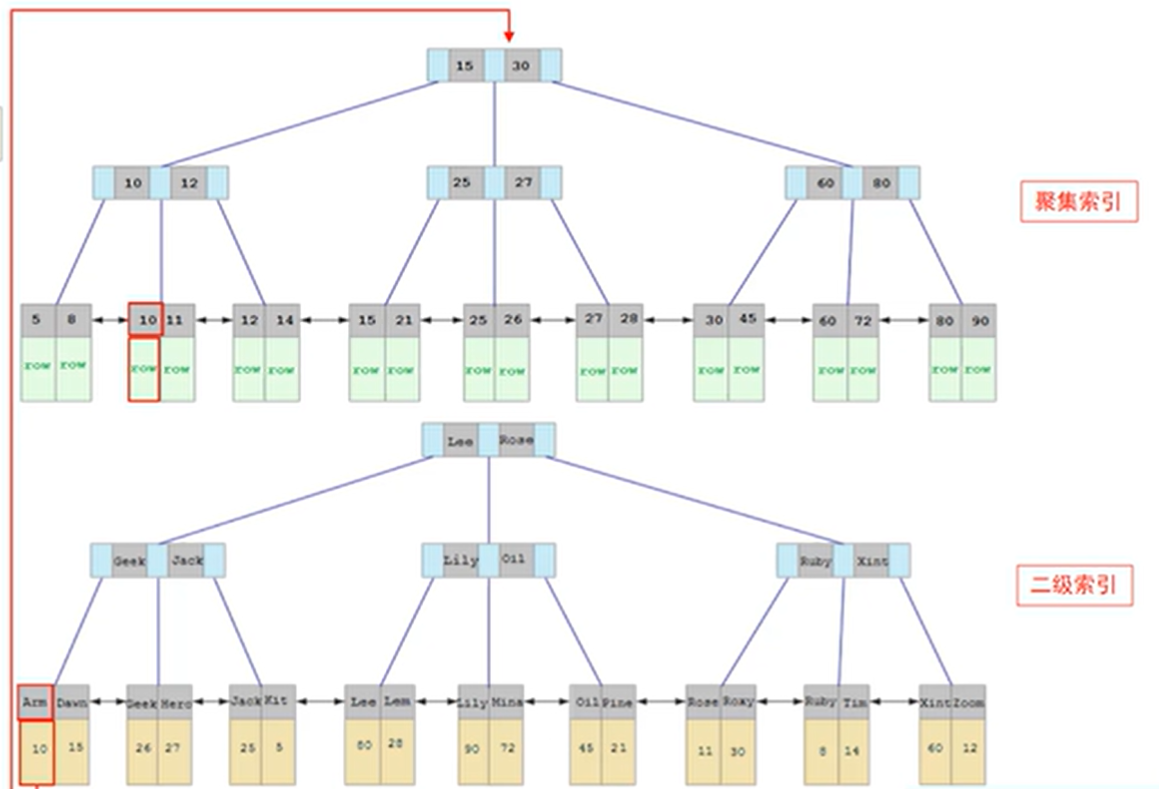 15 30
10 12 25 27 60 80
聚集索引
5 8 10 11 12 14 15 21 25 26 27 28 30 45 60 72 80 90
row row row row row row row row row row row row row row row row row row
Lee Rose
Geek Jack Lily Oil Ruby Xint
二级索引
Arm Dawn Geek Hero Jack Kit Lee Lem Lily Mina Oil Pine Rose Roxy Ruby Tim Xint Zoom
10 15 26 27 25 5 80 28 90 72 45 21 11 30 8 14 60 12